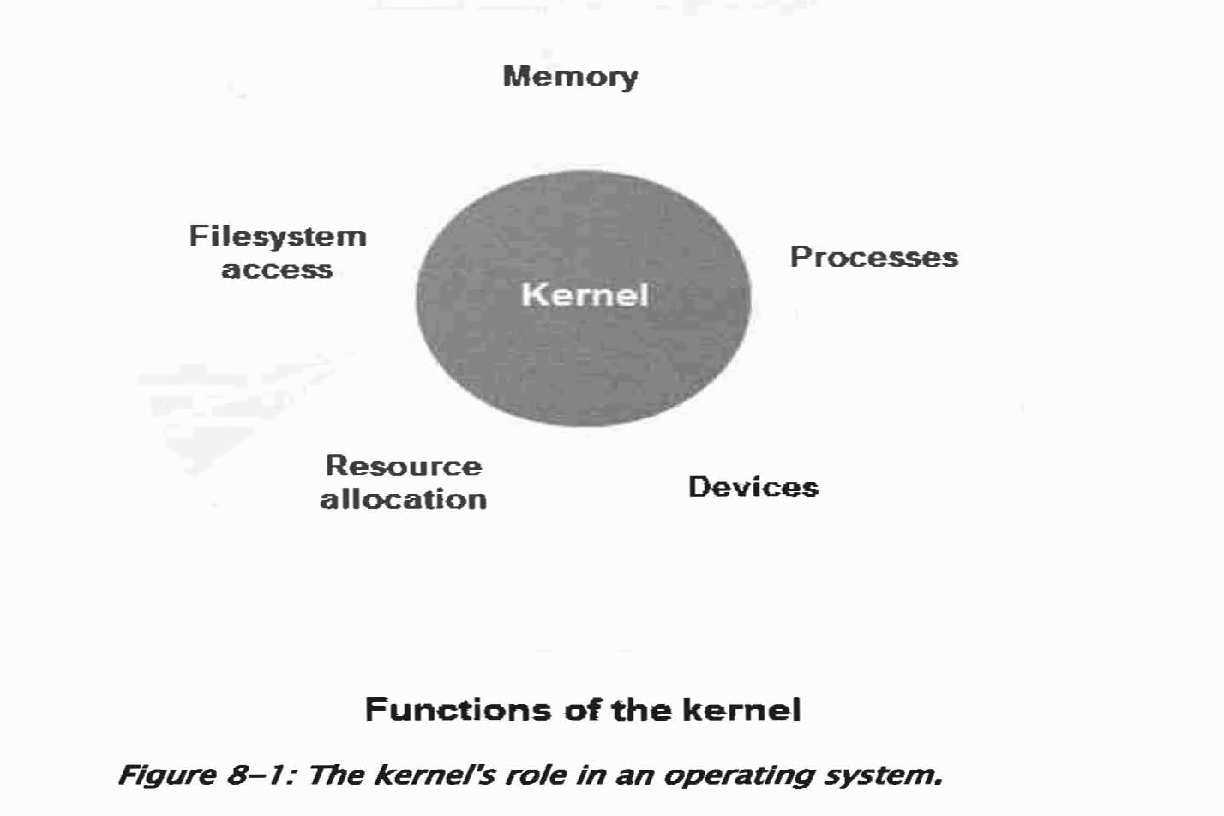 Memory
Filesystem
access
Processes
Kernel
Resource
allocation
Devices
Functions of the kernel
Figure 8–1: The kernel's role in an operating system.